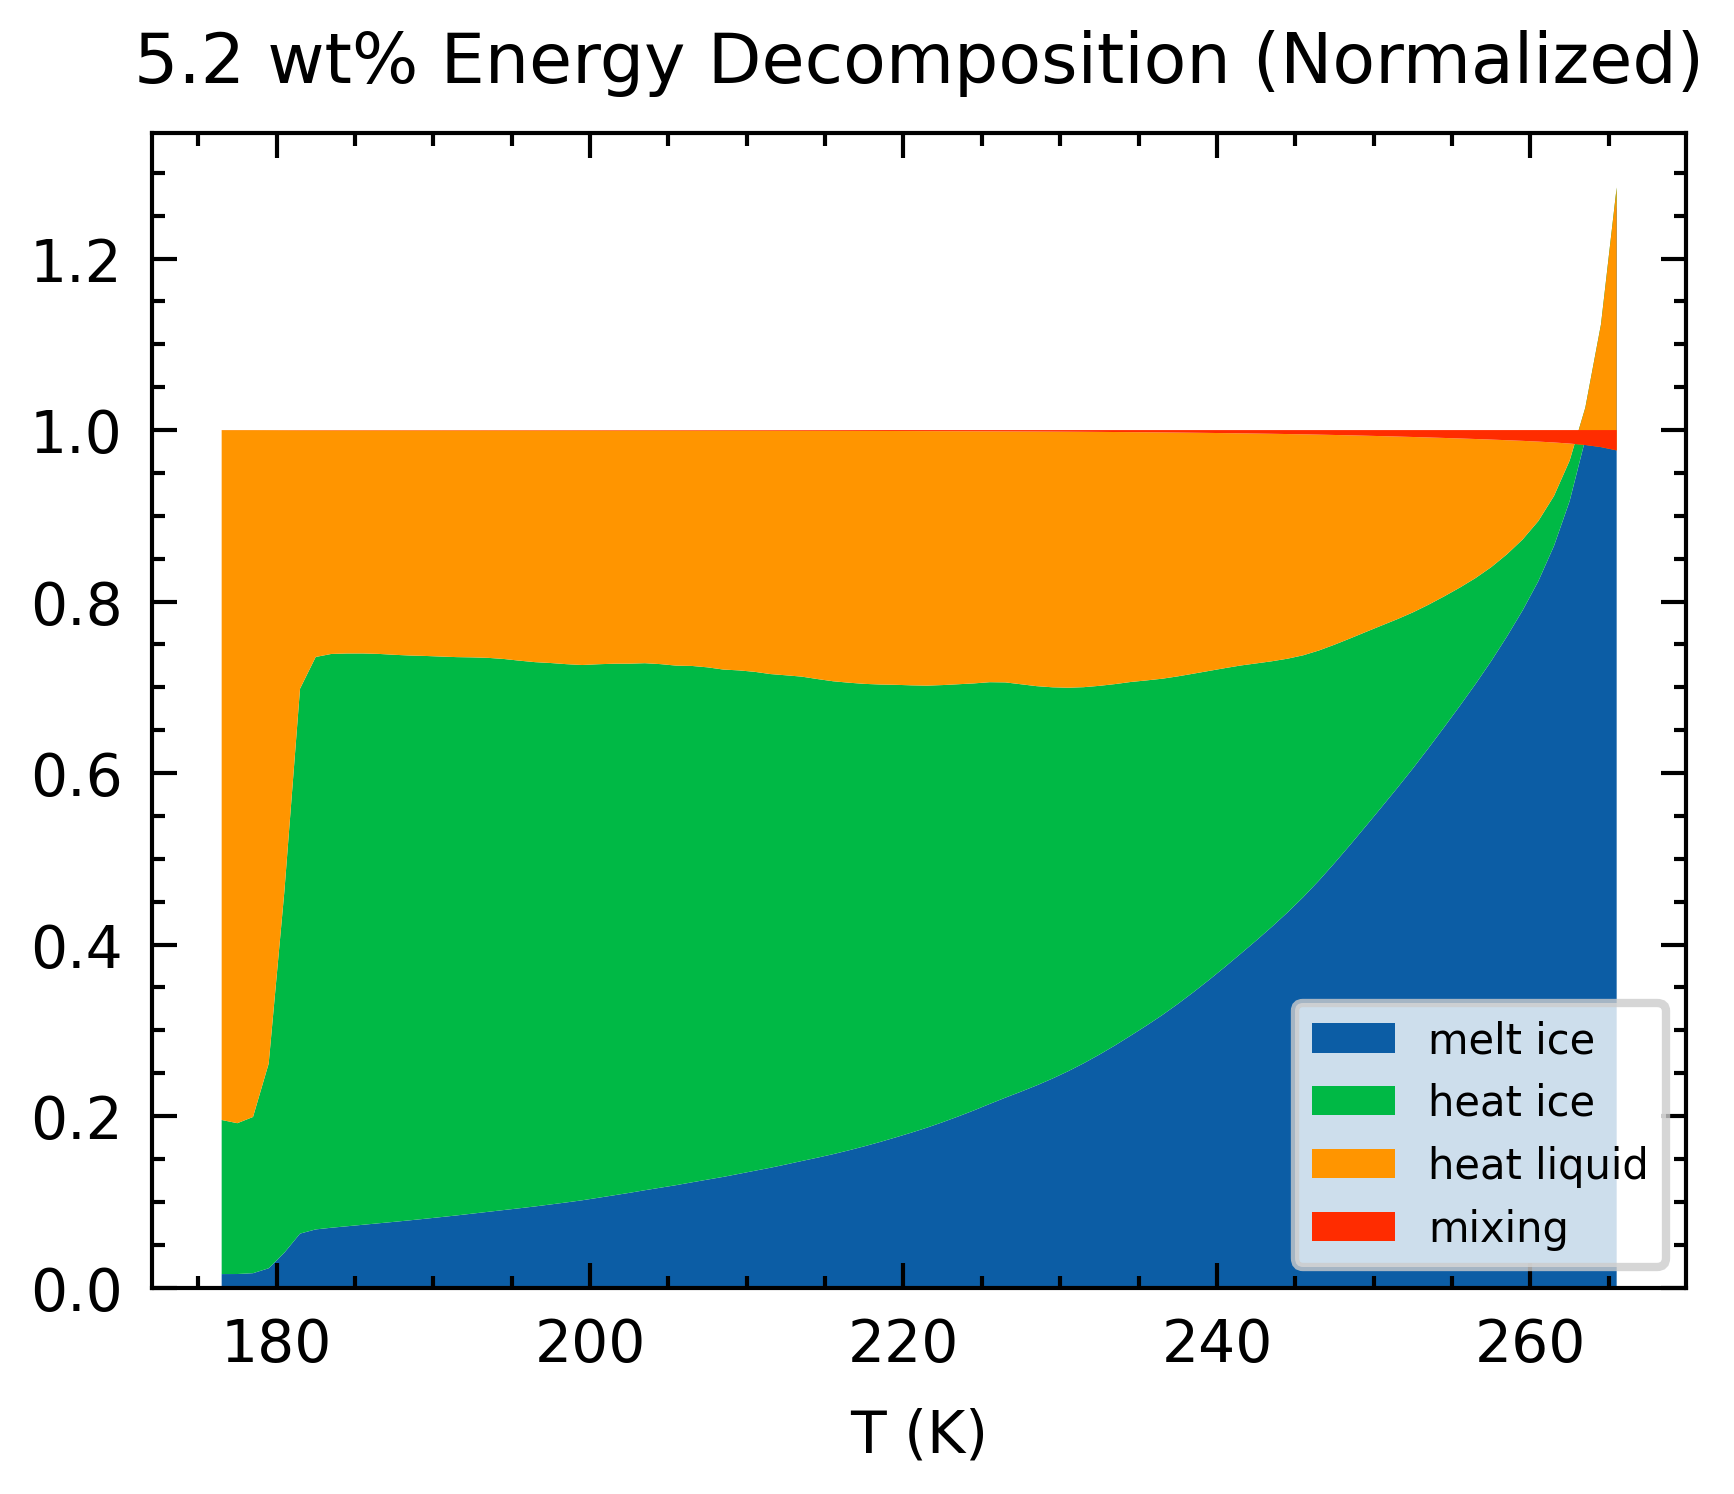 5.2 wt% Energy Decomposition (Normalized)
1.2
1.0
0.8
0.6
0.4
0.2
0.0
melt ice
heat ice
heat liquid
mixing
180 200 220 240 260
T (K)